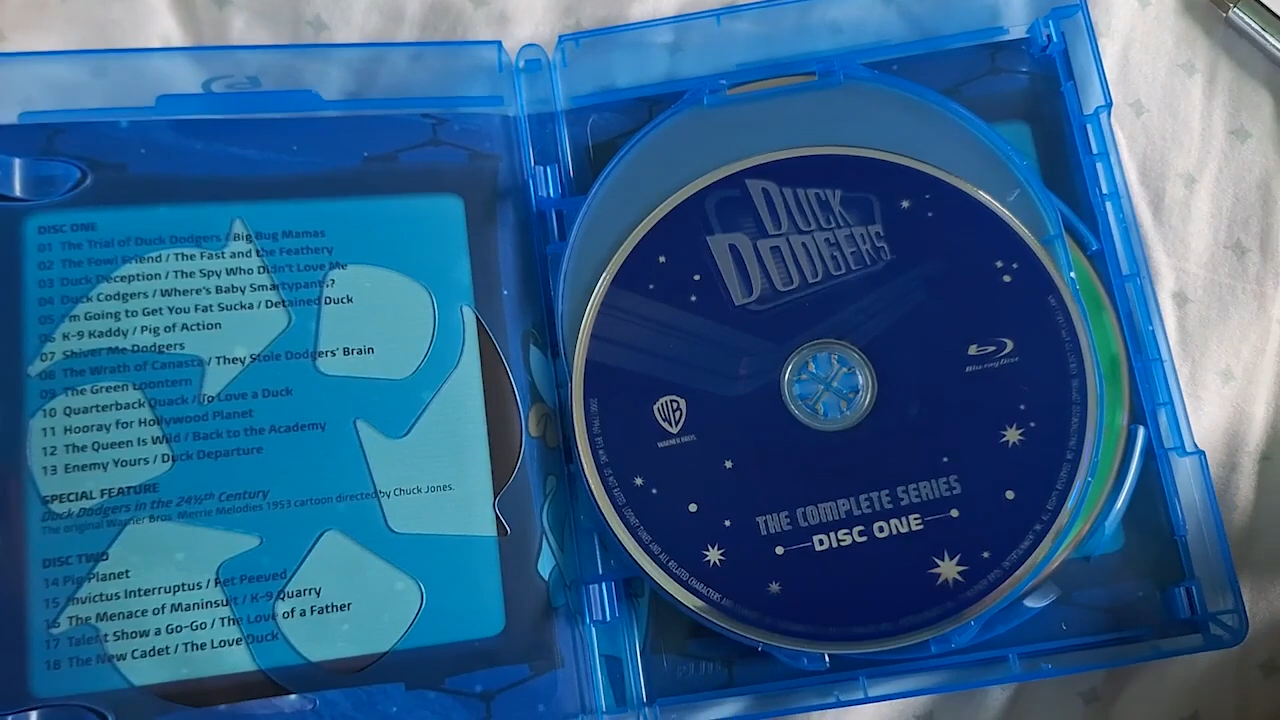 DISC ONE
01 The Trial of Duck Dodgers / Big Bug Mamas
02 The Fowl Friend / The Fast and the Feathery
03 Duck Deception / The Spy Who Didn't Love Me
04 Duck Codgers / Where's Baby Smartypants?
05 I'm Going to Get You Fat Sucka / Detained Duck
06 K-9 Kaddy / Pig of Action
07 Shiver Me Dodgers
08 The Wrath of Canasta / They Stole Dodgers' Brain
09 The Green Loontern
10 Quarterback Quack / To Love a Duck
11 Hooray for Hollywood Planet
12 The Queen Is Wild / Back to the Academy
13 Enemy Yours / Duck Departure
SPECIAL FEATURE
Duck Dodgers in the 24½th Century
The original Warner Bros. Merrie Melodies 1953 cartoon directed by Chuck Jones.
DISC TWO
14 Pig Planet
15 Invictus Interruptus / Pet Peeved
16 The Menace of Maninsuit / K-9 Quarry
17 Talent Show a Go-Go / The Love of a Father
18 The New Cadet / The Love Duck
DUCK
DODGERS
Blu-ray Disc
WB
WARNER BROS.
THE COMPLETE SERIES
DISC ONE
LOONEY TUNES AND ALL RELATED CHARACTERS AND